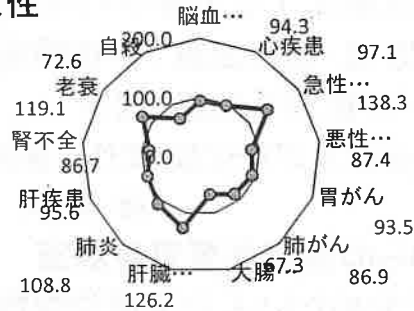 性
脳血…
94.3
心疾患
97.1
急性…
138.3
悪性…
87.4
胃がん
93.5
肺がん
86.9
大腸…
67.3
肝臓…
126.2
肺炎
108.8
肝疾患
95.6
腎不全
86.7
老衰
119.1
自殺
72.6
200.0
100.0
0.0